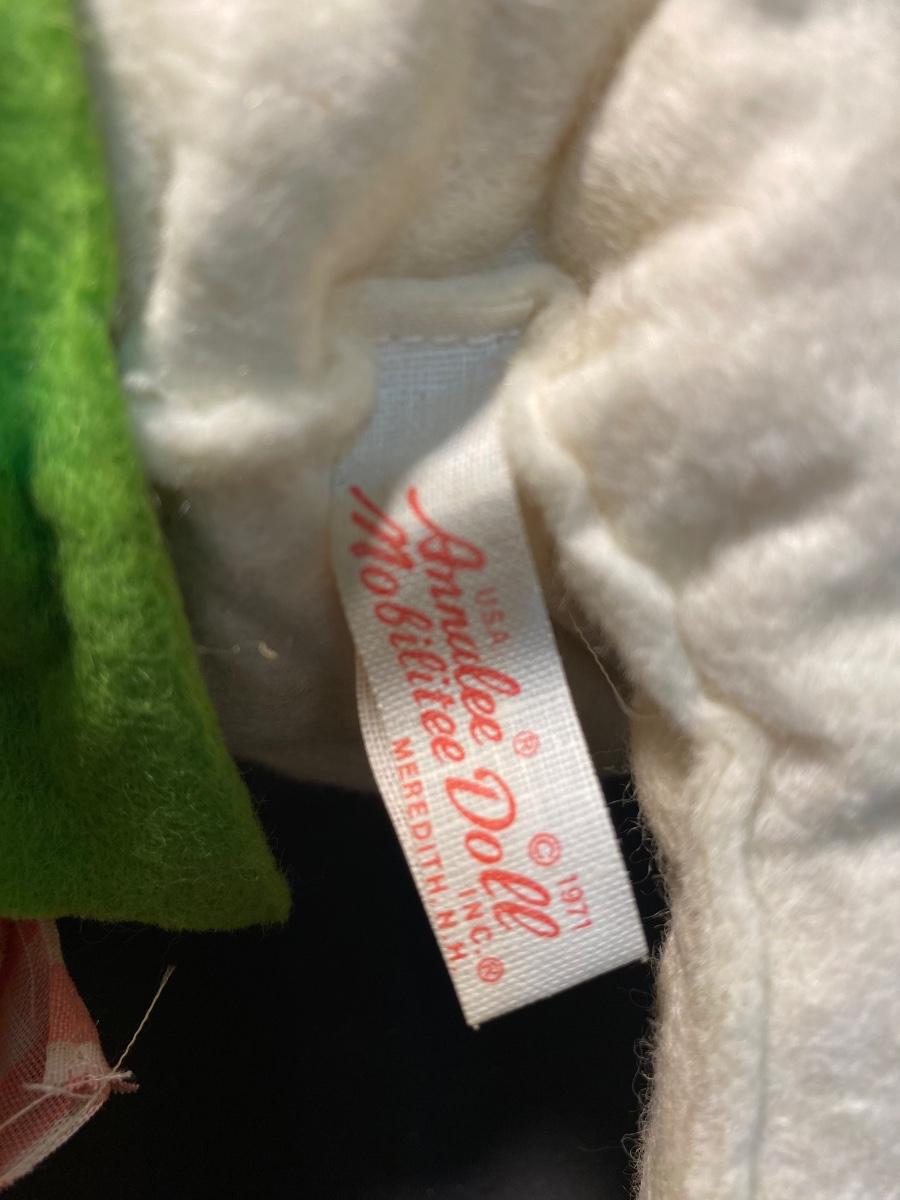 USA © 1971
Annalee ® Doll
Mobilitee INC. ®
MEREDITH, N.H.